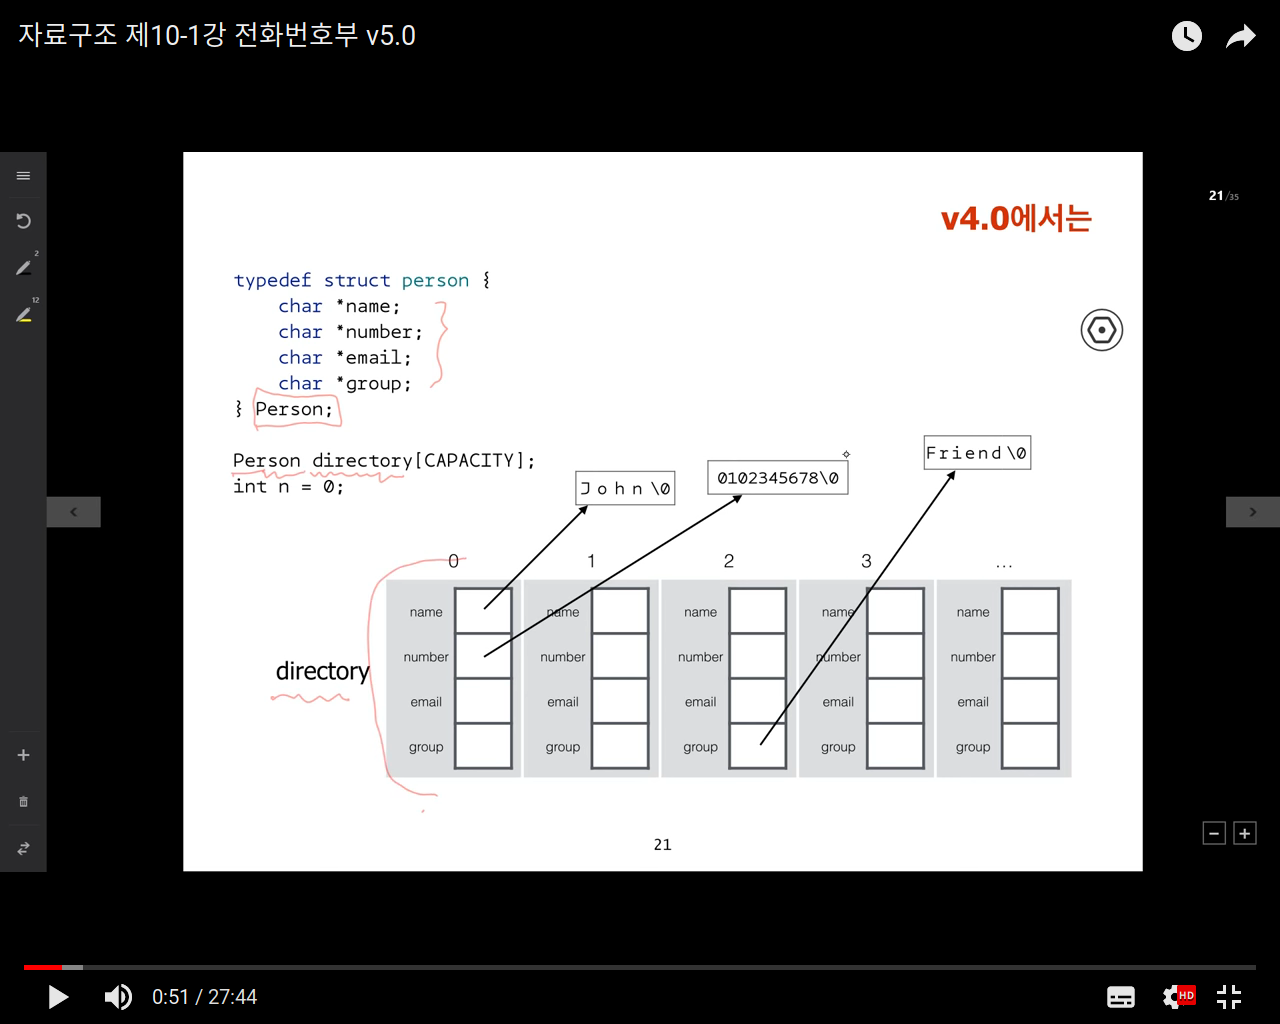 자료구조 제10-1강 전화번호부 v5.0
21/35
v4.0에서는
2
12
typedef struct person {
char *name;
char *number;
char *email;
char *group;
} Person;
Person directory[CAPACITY];
int n = 0;
John\0
0102345678\0
Friend\0
0 1 2 3 ...
name name name name name
number number number number number
directory
email email email email email
group group group group group
21
0:51 / 27:44
HD